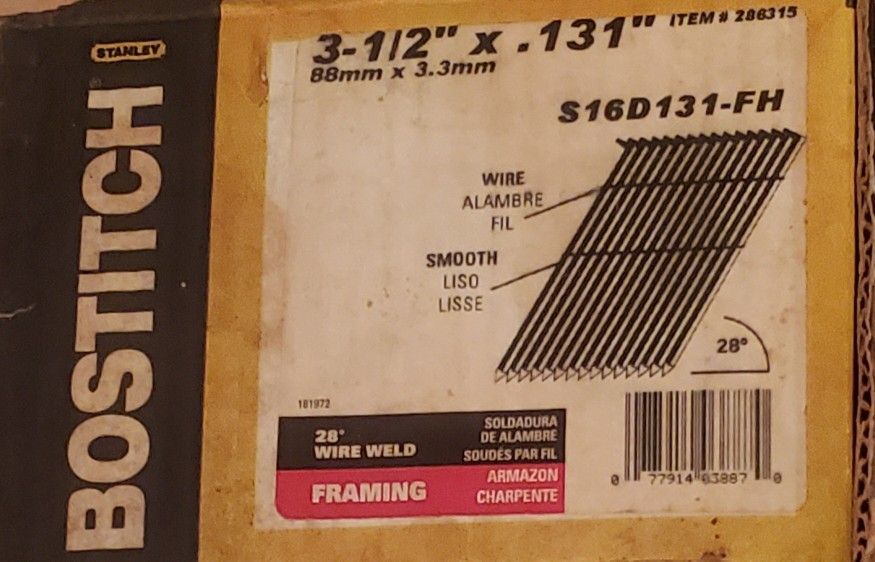 STANLEY
BOSTITCH
3-1/2" x .131" ITEM # 286315
88mm x 3.3mm
S16D131-FH
WIRE
ALAMBRE
FIL
SMOOTH
LISO
LISSE
28°
181972
28°
WIRE WELD
SOLDADURA
DE ALAMBRE
SOUDÉS PAR FIL
FRAMING
ARMAZON
CHARPENTE
0 77914 63887 0